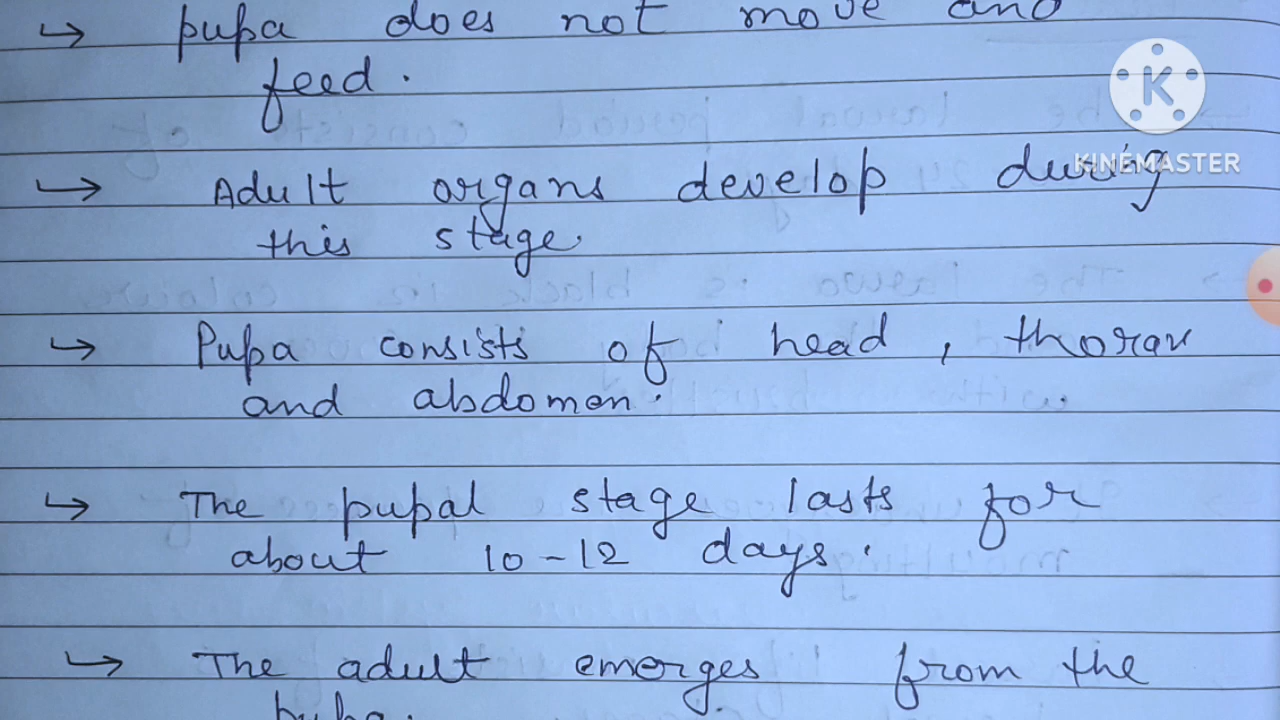 → pupa does not move and
feed.
K
KINEMASTER
→ Adult organs develop during
this stage.
→ Pupa consists of head, thorax
and abdomen.
→ The pupal stage lasts for
about 10-12 days.
→ The adult emerges from the
pupa.